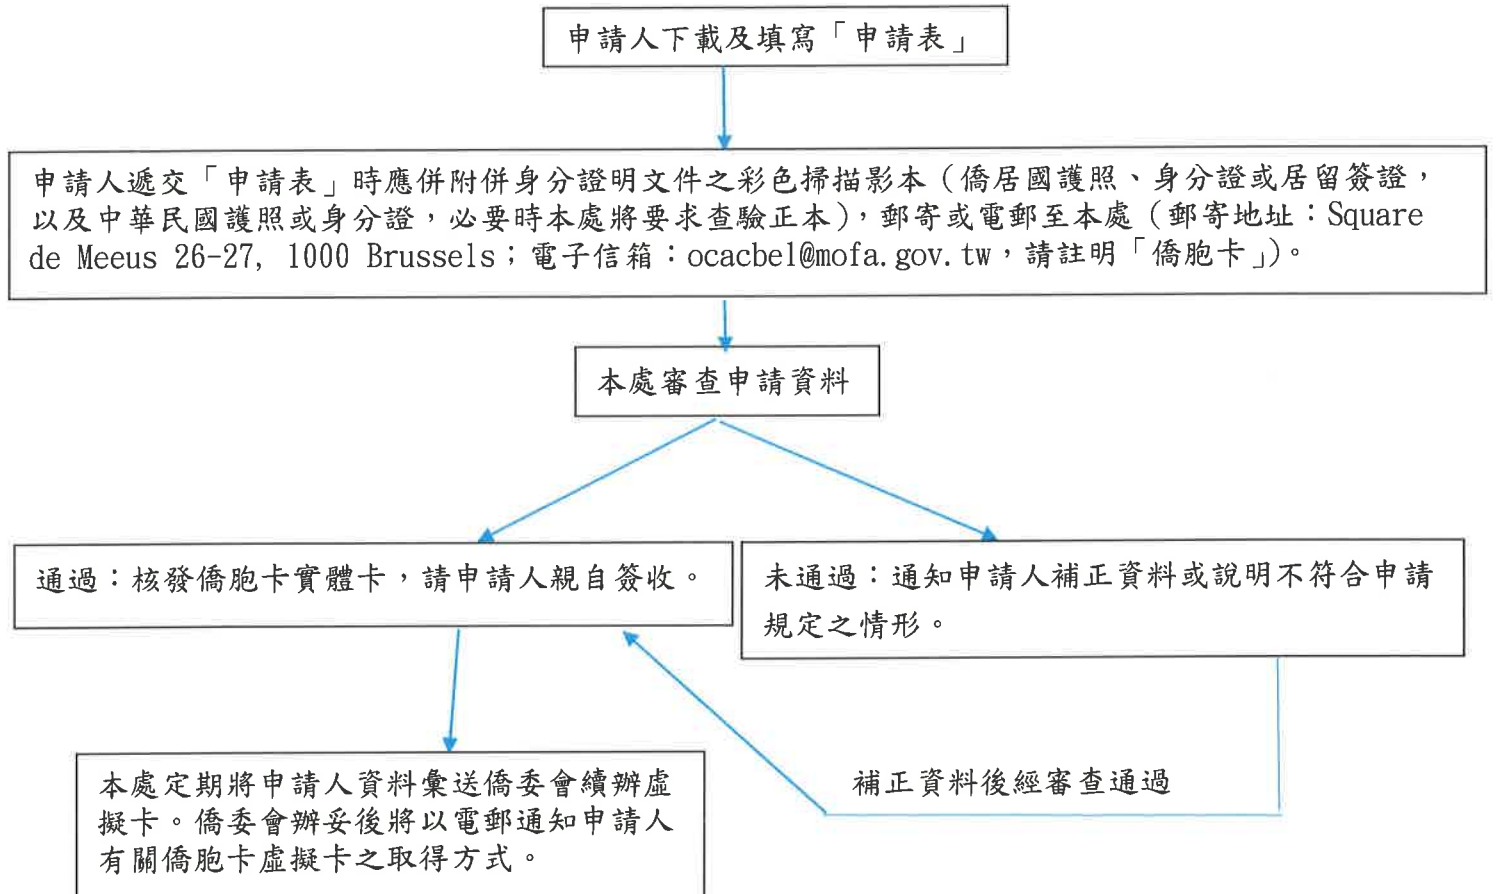 申請人下載及填寫「申請表」
申請人遞交「申請表」時應併附併身分證明文件之彩色掃描影本（僑居國護照、身分證或居留簽證，
以及中華民國護照或身分證，必要時本處將要求查驗正本），郵寄或電郵至本處（郵寄地址：Square
de Meeus 26-27, 1000 Brussels；電子信箱：ocacbel@mofa.gov.tw，請註明「僑胞卡」）。
本處審查申請資料
通過：核發僑胞卡實體卡，請申請人親自簽收。
未通過：通知申請人補正資料或說明不符合申請
規定之情形。
補正資料後經審查通過
本處定期將申請人資料彙送僑委會續辦虛
擬卡。僑委會辦妥後將以電郵通知申請人
有關僑胞卡虛擬卡之取得方式。